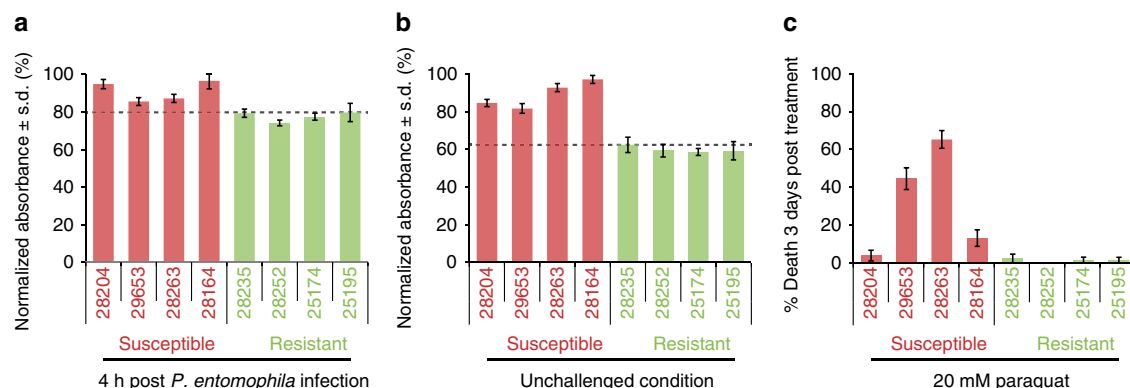 a
Normalized absorbance ± s.d. (%)
100
80
60
40
20
0
28204
29653
28263
28164
28235
28252
25174
25195
Susceptible
Resistant
4 h post P. entomophila infection
b
Normalized absorbance ± s.d. (%)
100
80
60
40
20
0
28204
29653
28263
28164
28235
28252
25174
25195
Susceptible
Resistant
Unchallenged condition
c
% Death 3 days post treatment
100
80
60
40
20
0
28204
29653
28263
28164
28235
28252
25174
25195
Susceptible
Resistant
20 mM paraquat